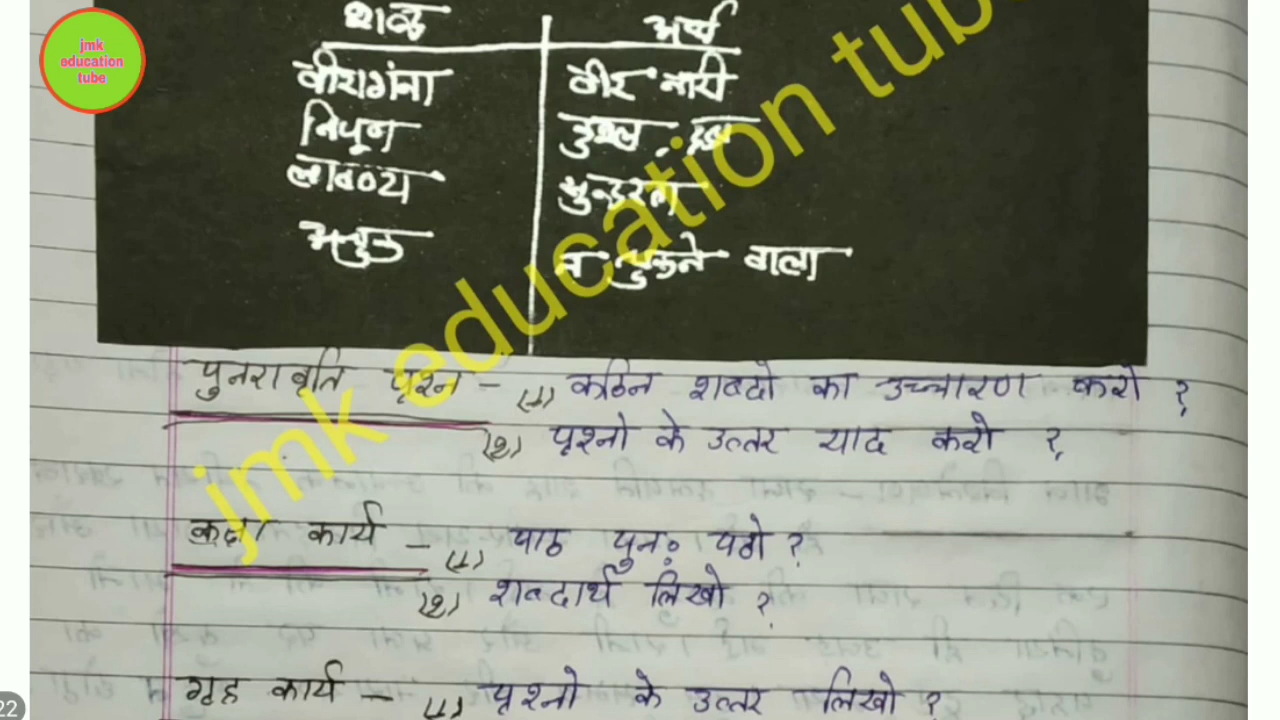 jmk
education
tube
शब्द अर्थ
वीरागंना वीर नारी
निपूण कुशल, दक्ष
लावण्य सुन्दरता
अचुक न चुकने वाला
jmk education tube
पुनरावृति प्रश्न - (1) कठिन शब्दो का उच्चारण करो ?
(2) प्रश्नो के उत्तर याद करो ?
कक्षा कार्य - (1) पाठ पुनः पढो ?
(2) शब्दार्थ लिखो ?
गृह कार्य - (1) प्रश्नो के उत्तर लिखो ?
22